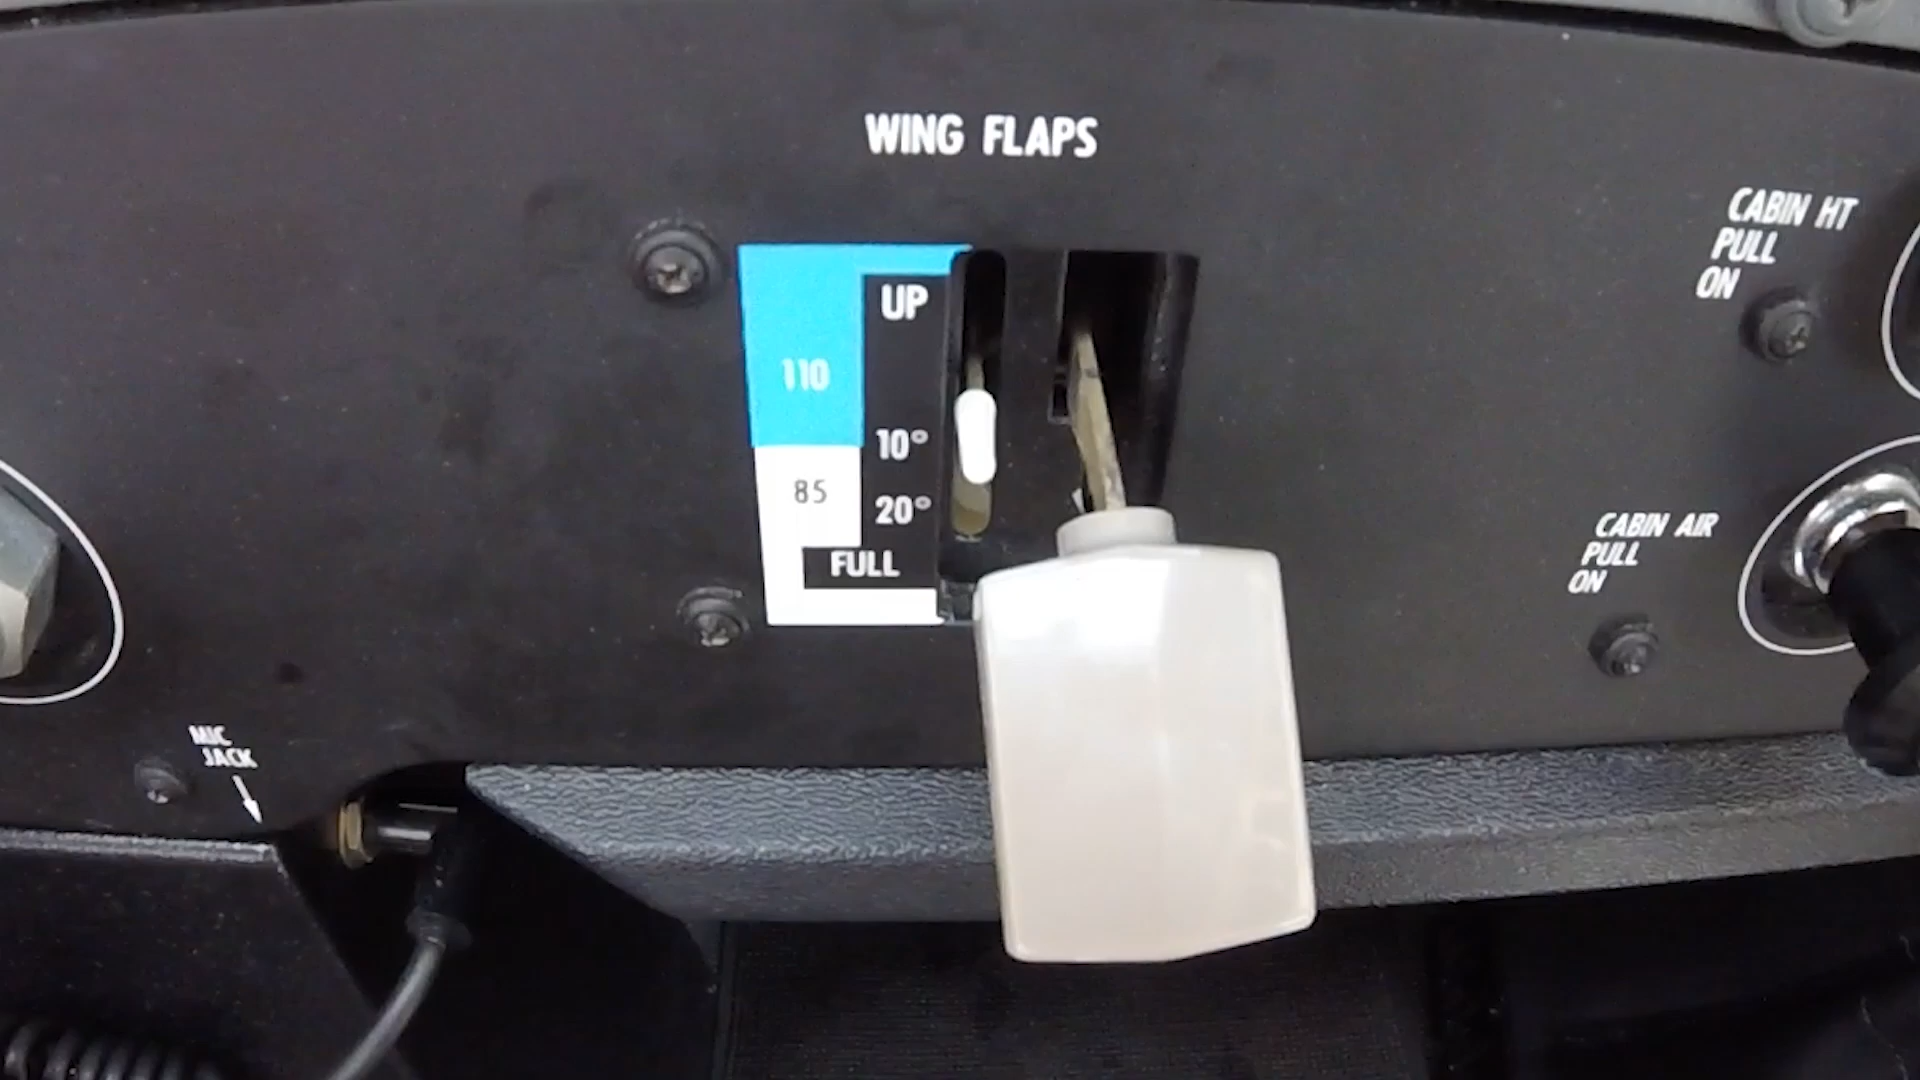 WING FLAPS
UP
110
10°
85
20°
FULL
CABIN HT
PULL
ON
CABIN AIR
PULL
ON
MIC
JACK